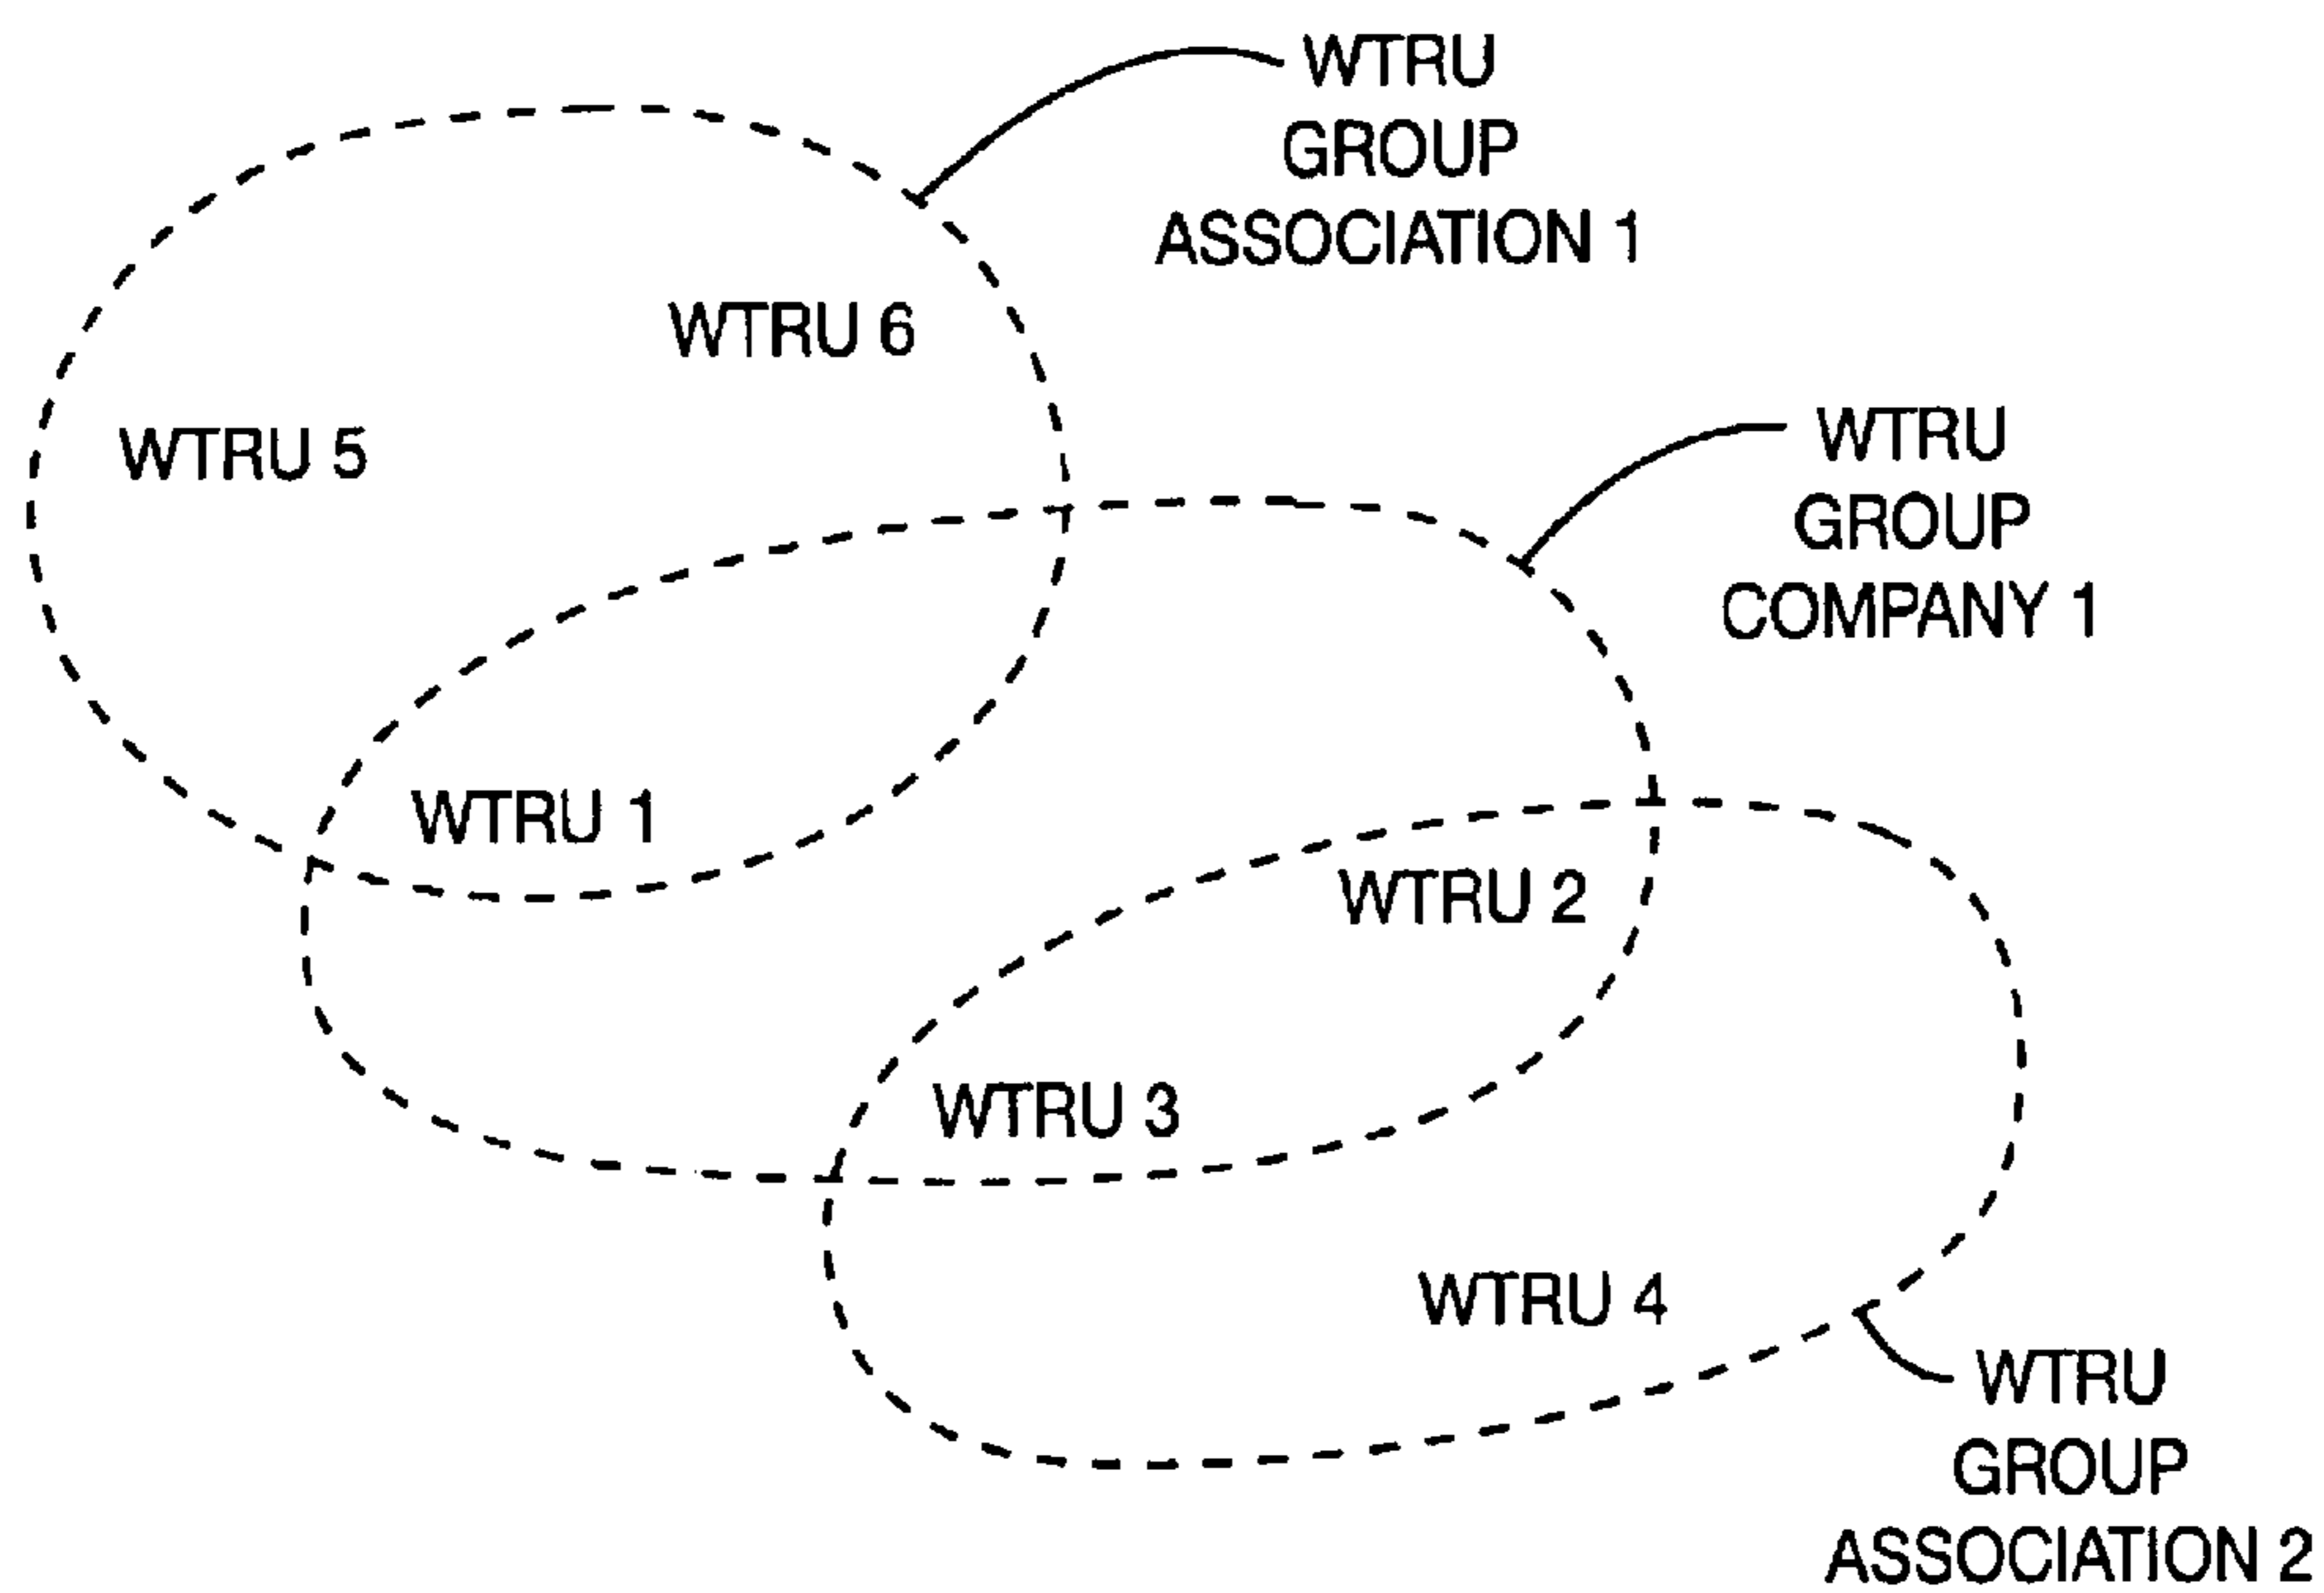 WTRU
GROUP
ASSOCIATION 1
WTRU 6
WTRU 5
WTRU
GROUP
COMPANY 1
WTRU 1
WTRU 2
WTRU 3
WTRU 4
WTRU
GROUP
ASSOCIATION 2